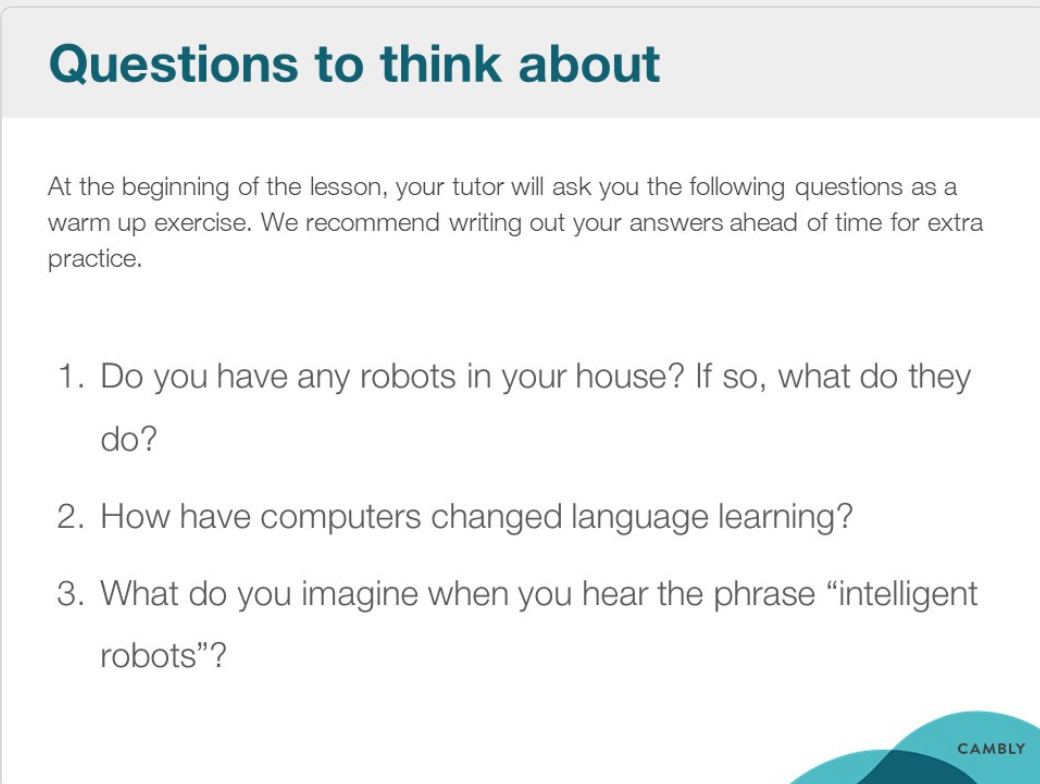 Questions to think about
At the beginning of the lesson, your tutor will ask you the following questions as a
warm up exercise. We recommend writing out your answers ahead of time for extra
practice.
1. Do you have any robots in your house? If so, what do they
do?
2. How have computers changed language learning?
3. What do you imagine when you hear the phrase “intelligent
robots”?
CAMBLY